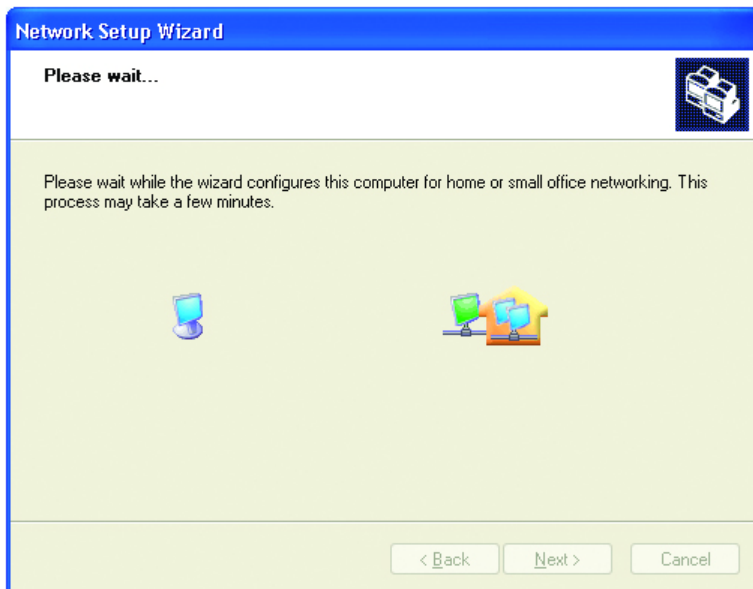 Network Setup Wizard
Please wait...
Please wait while the wizard configures this computer for home or small office networking. This
process may take a few minutes.
< Back
Next >
Cancel